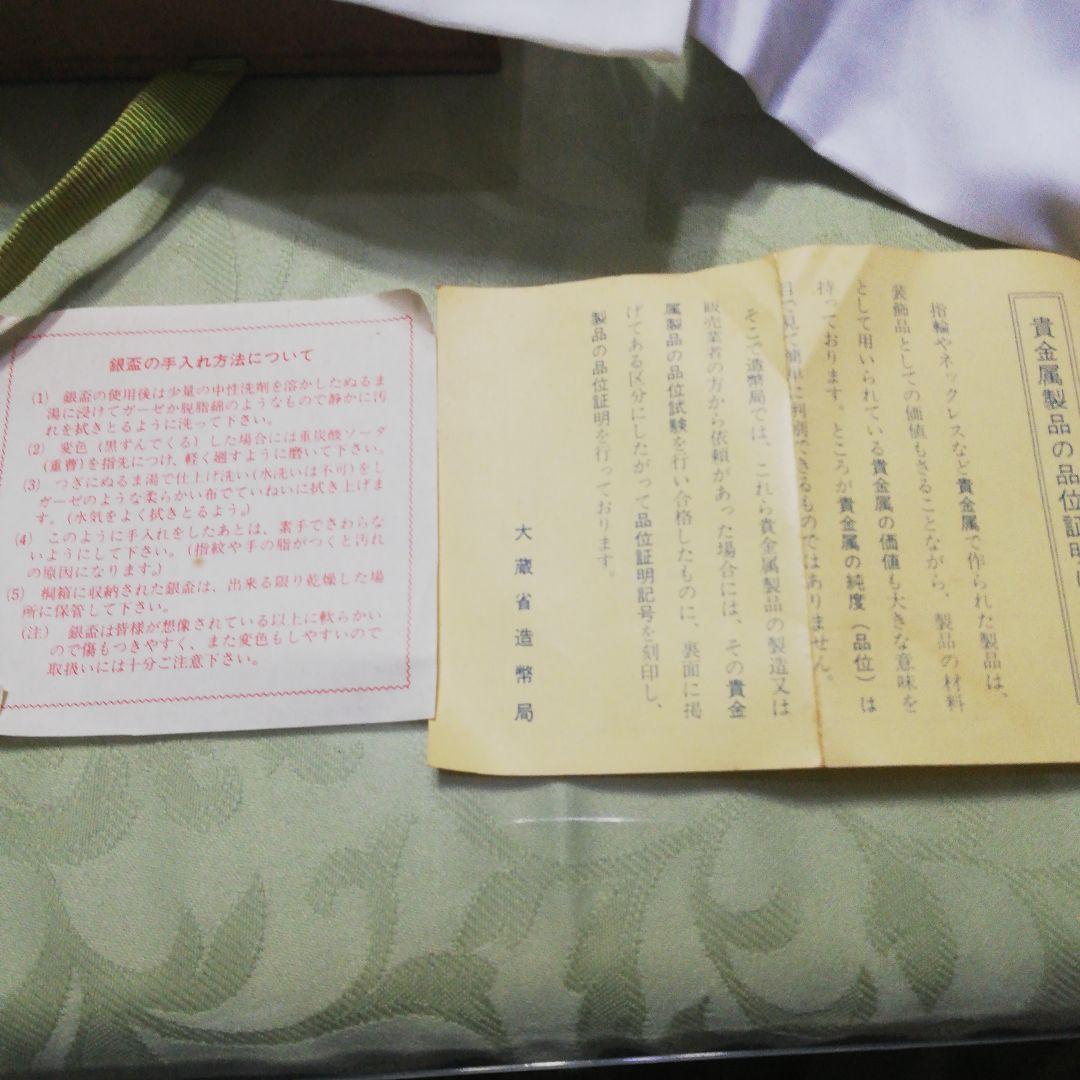 銀盃の手入れ方法について
(1) 銀盃の使用後は少量の中性洗剤を溶かしたぬるま
湯に浸けてガーゼか脱脂綿のようなもので静かに汚
れを拭きとるように洗って下さい。
(2) 変色(黒ずんでくる)した場合には重炭酸ソーダ
(重曹)を指先につけ、軽く廻すように磨いて下さい。
(3) つぎにぬるま湯で仕上げ洗い(水洗いは不可)をし
ガーゼのような柔らかい布でていねいに拭き上げま
す。(水気をよく拭きとるよう。)
(4) このように手入れをしたあとは、素手でさわらな
いようにして下さい。(指紋や手の脂がつくと汚れ
の原因になります。)
(5) 桐箱に収納された銀盃は、出来る限り乾燥した場
所に保管して下さい。
(注) 銀盃は皆様が想像されている以上に軟らかい
ので傷もつきやすく、また変色もしやすいので
取扱いには十分ご注意下さい。
貴金属製品の品位証明
指輪やネックレスなど貴金属で作られた製品は、
装飾品としての価値もさることながら、製品の材料
として用いられている貴金属の価値も大きな意味を
持っております。ところが貴金属の純度(品位)は
目で見て簡単に判別できるものではありません。
そこで造幣局では、これら貴金属製品の製造又は
販売業者の方から依頼があった場合には、その貴金
属製品の品位試験を行い合格したものに、裏面に掲
げてある区分にしたがって品位証明記号を刻印し、
製品の品位証明を行っております。
大蔵省造幣局